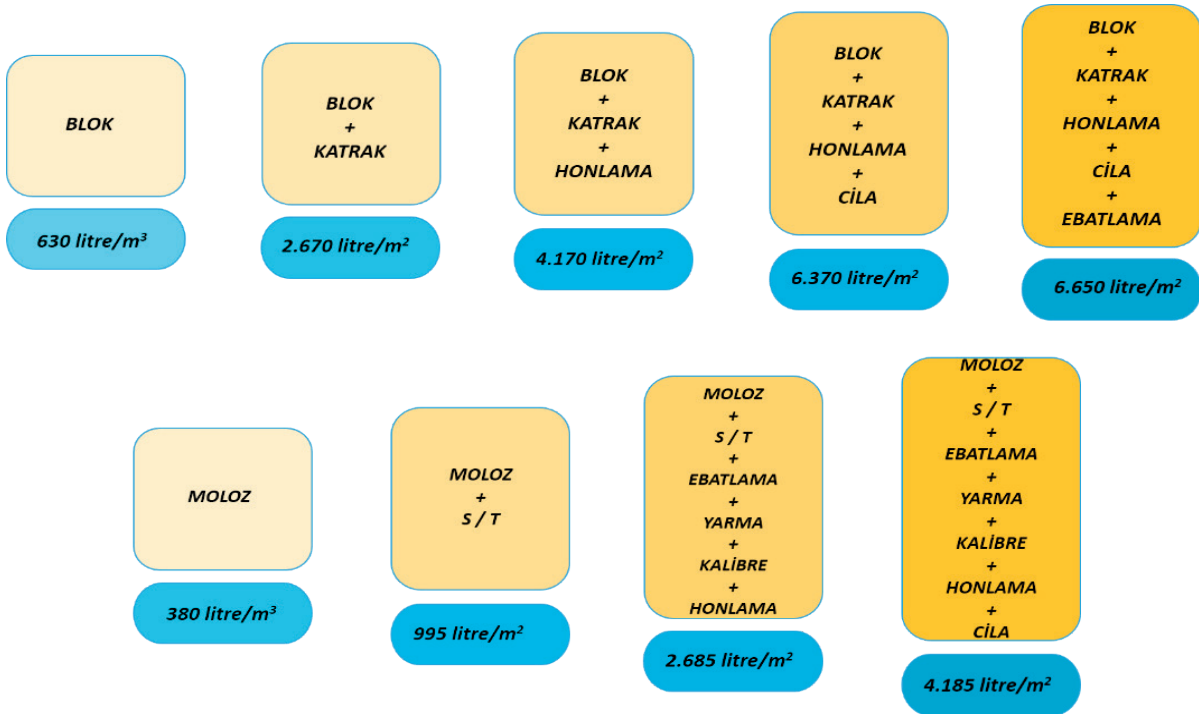 BLOK
630 litre/m³
BLOK
+
KATRAK
2.670 litre/m²
BLOK
+
KATRAK
+
HONLAMA
4.170 litre/m²
BLOK
+
KATRAK
+
HONLAMA
+
CİLA
6.370 litre/m²
BLOK
+
KATRAK
+
HONLAMA
+
CİLA
+
EBATLAMA
6.650 litre/m²
MOLOZ
380 litre/m³
MOLOZ
+
S / T
995 litre/m²
MOLOZ
+
S / T
+
EBATLAMA
+
YARMA
+
KALİBRE
+
HONLAMA
2.685 litre/m²
MOLOZ
+
S / T
+
EBATLAMA
+
YARMA
+
KALİBRE
+
HONLAMA
+
CİLA
4.185 litre/m²